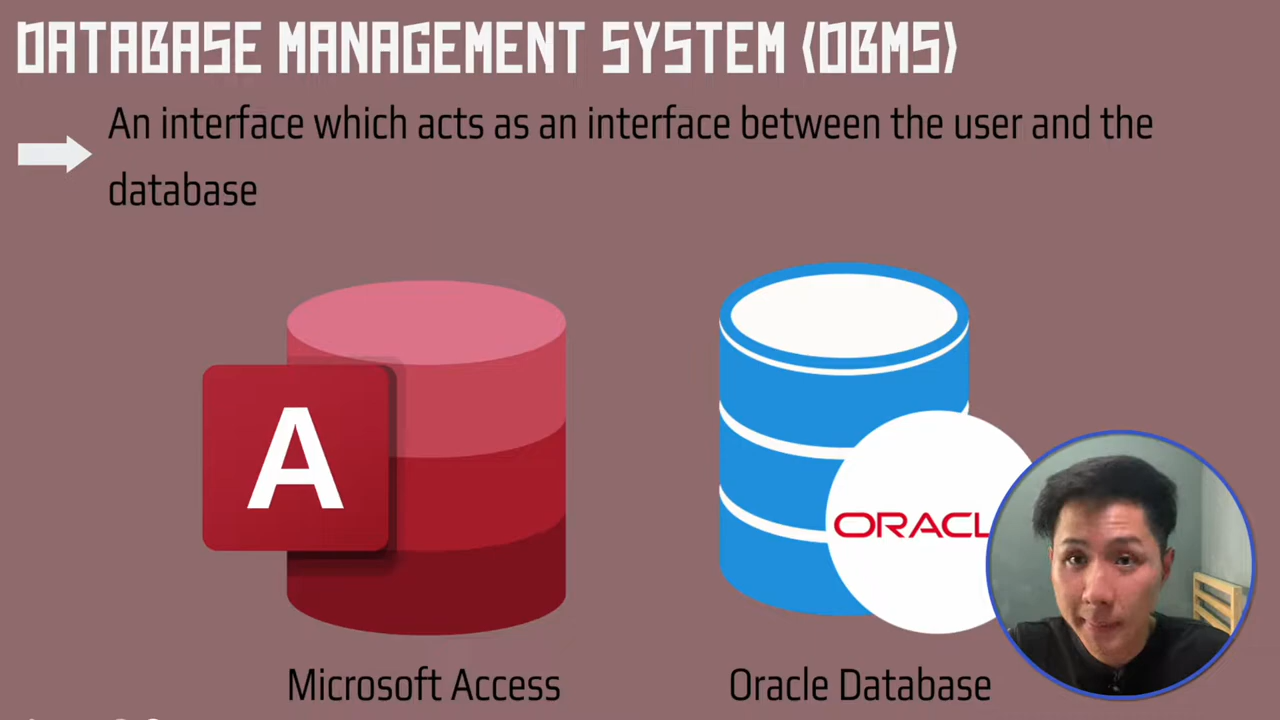 DATABASE MANAGEMENT SYSTEM (DBMS)
An interface which acts as an interface between the user and the
database
A
ORACL
Microsoft Access
Oracle Database